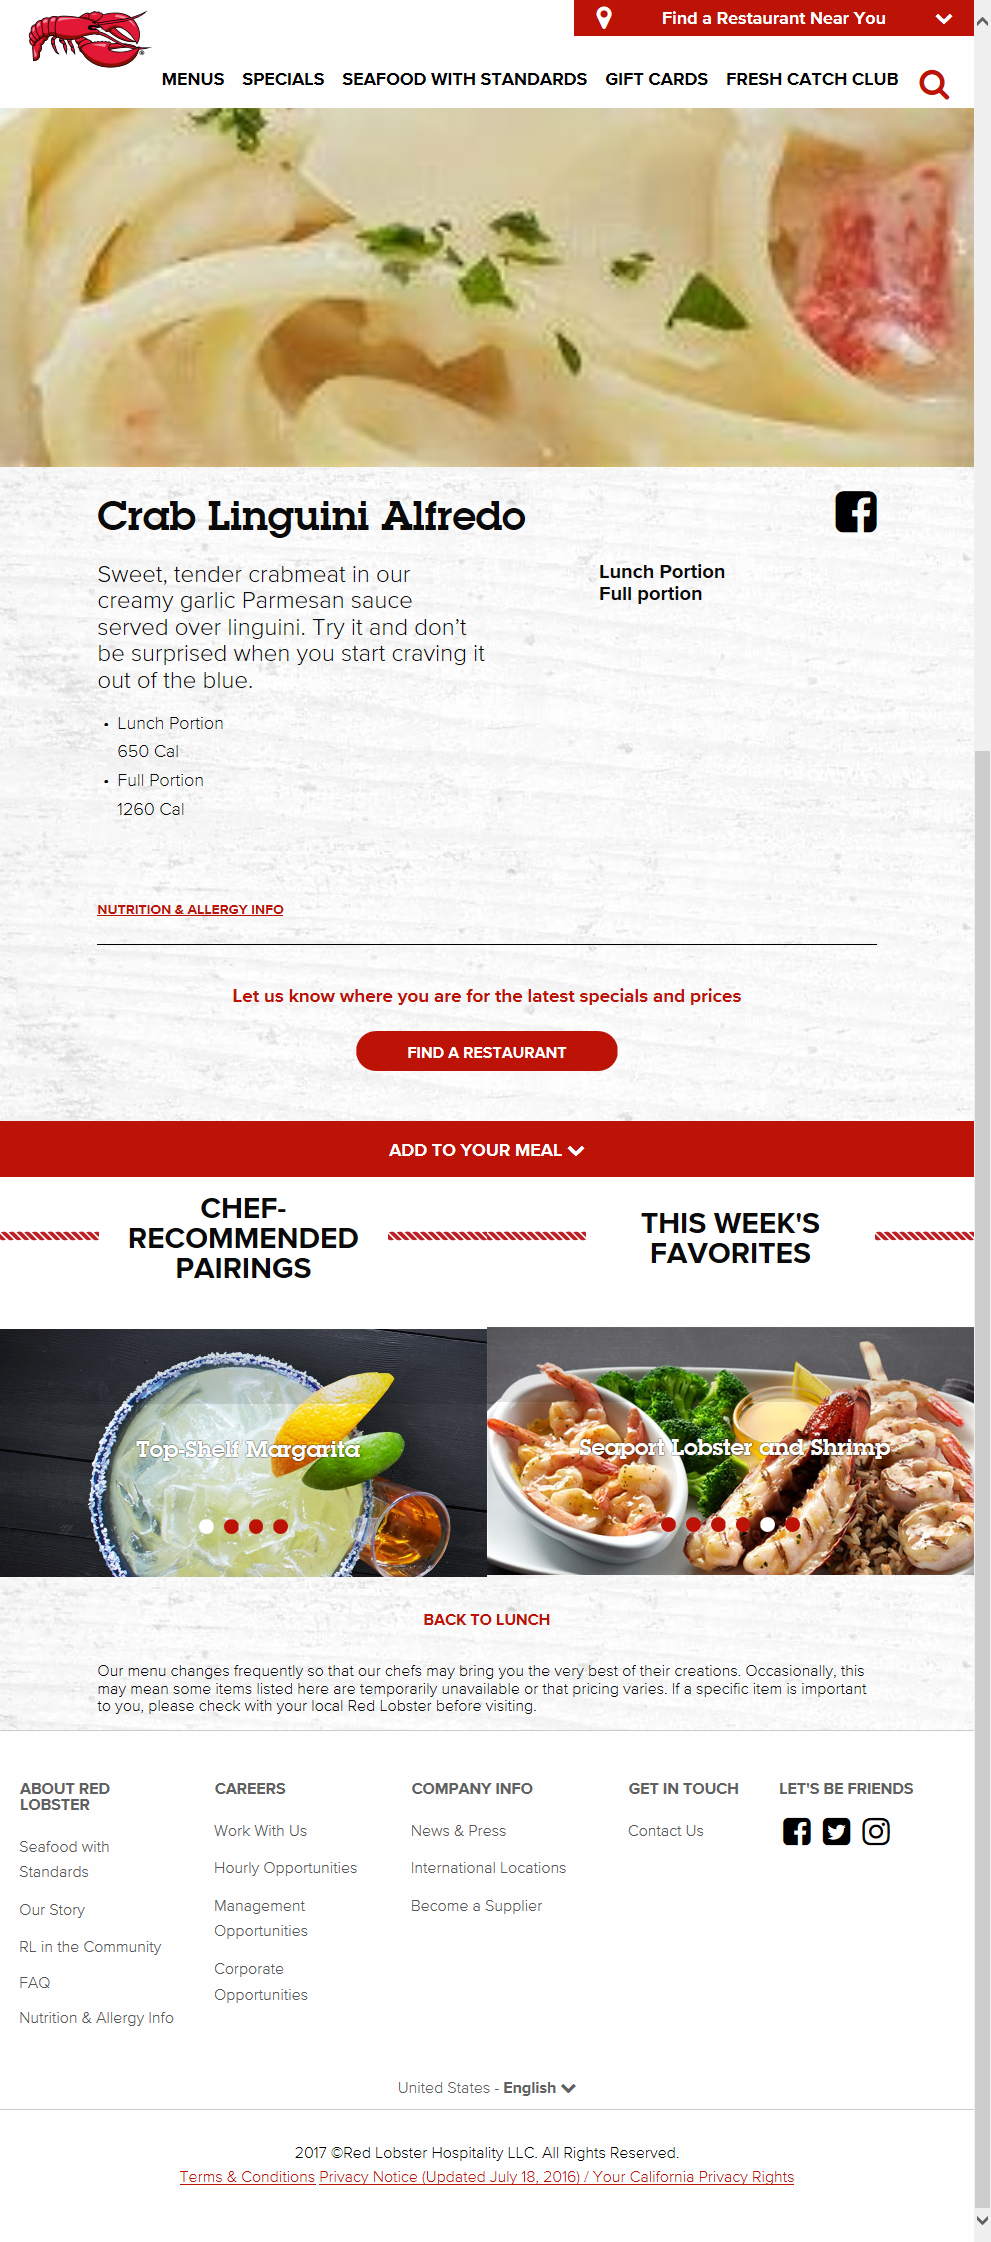 Find a Restaurant Near You
MENUS SPECIALS SEAFOOD WITH STANDARDS GIFT CARDS FRESH CATCH CLUB
Crab Linguini Alfredo
Sweet, tender crabmeat in our
creamy garlic Parmesan sauce
served over linguini. Try it and don't
be surprised when you start craving it
out of the blue.
Lunch Portion
Full portion
• Lunch Portion
650 Cal
• Full Portion
1260 Cal
NUTRITION & ALLERGY INFO
Let us know where you are for the latest specials and prices
FIND A RESTAURANT
ADD TO YOUR MEAL
CHEF-
RECOMMENDED
PAIRINGS
THIS WEEK'S
FAVORITES
Top-Shelf Margarita
Seaport Lobster and Shrimp
BACK TO LUNCH
Our menu changes frequently so that our chefs may bring you the very best of their creations. Occasionally, this
may mean some items listed here are temporarily unavailable or that pricing varies. If a specific item is important
to you, please check with your local Red Lobster before visiting.
ABOUT RED
LOBSTER
Seafood with
Standards
Our Story
RL in the Community
FAQ
Nutrition & Allergy Info
CAREERS
Work With Us
Hourly Opportunities
Management
Opportunities
Corporate
Opportunities
COMPANY INFO
News & Press
International Locations
Become a Supplier
GET IN TOUCH
Contact Us
LET'S BE FRIENDS
United States - English
2017 ©Red Lobster Hospitality LLC. All Rights Reserved.
Terms & Conditions Privacy Notice (Updated July 18, 2016) / Your California Privacy Rights